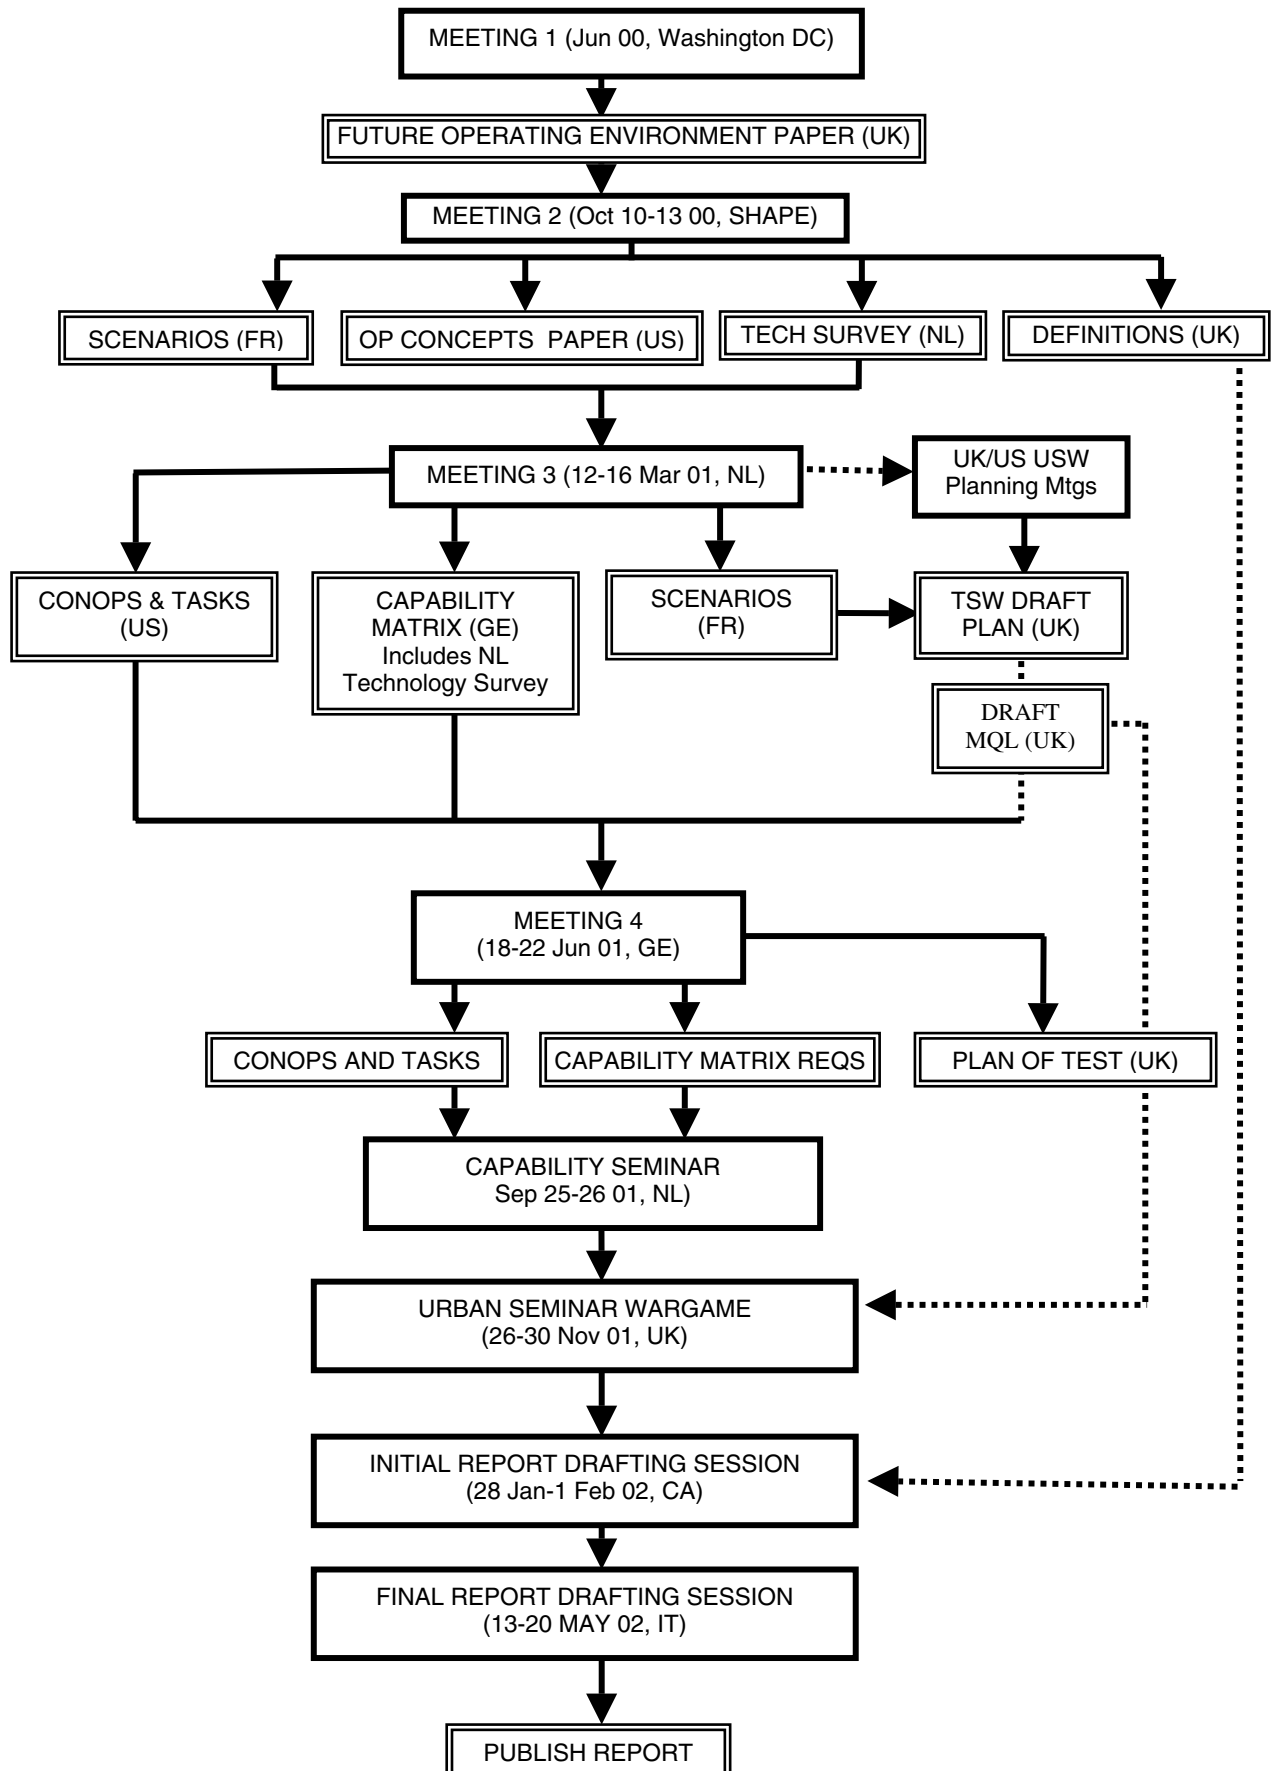 MEETING 1 (Jun 00, Washington DC)
FUTURE OPERATING ENVIRONMENT PAPER (UK)
MEETING 2 (Oct 10-13 00, SHAPE)
SCENARIOS (FR)
OP CONCEPTS PAPER (US)
TECH SURVEY (NL)
DEFINITIONS (UK)
MEETING 3 (12-16 Mar 01, NL)
UK/US USW
Planning Mtgs
CONOPS & TASKS
(US)
CAPABILITY
MATRIX (GE)
Includes NL
Technology Survey
SCENARIOS
(FR)
TSW DRAFT
PLAN (UK)
DRAFT
MQL (UK)
MEETING 4
(18-22 Jun 01, GE)
CONOPS AND TASKS
CAPABILITY MATRIX REQS
PLAN OF TEST (UK)
CAPABILITY SEMINAR
Sep 25-26 01, NL)
URBAN SEMINAR WARGAME
(26-30 Nov 01, UK)
INITIAL REPORT DRAFTING SESSION
(28 Jan-1 Feb 02, CA)
FINAL REPORT DRAFTING SESSION
(13-20 MAY 02, IT)
PUBLISH REPORT